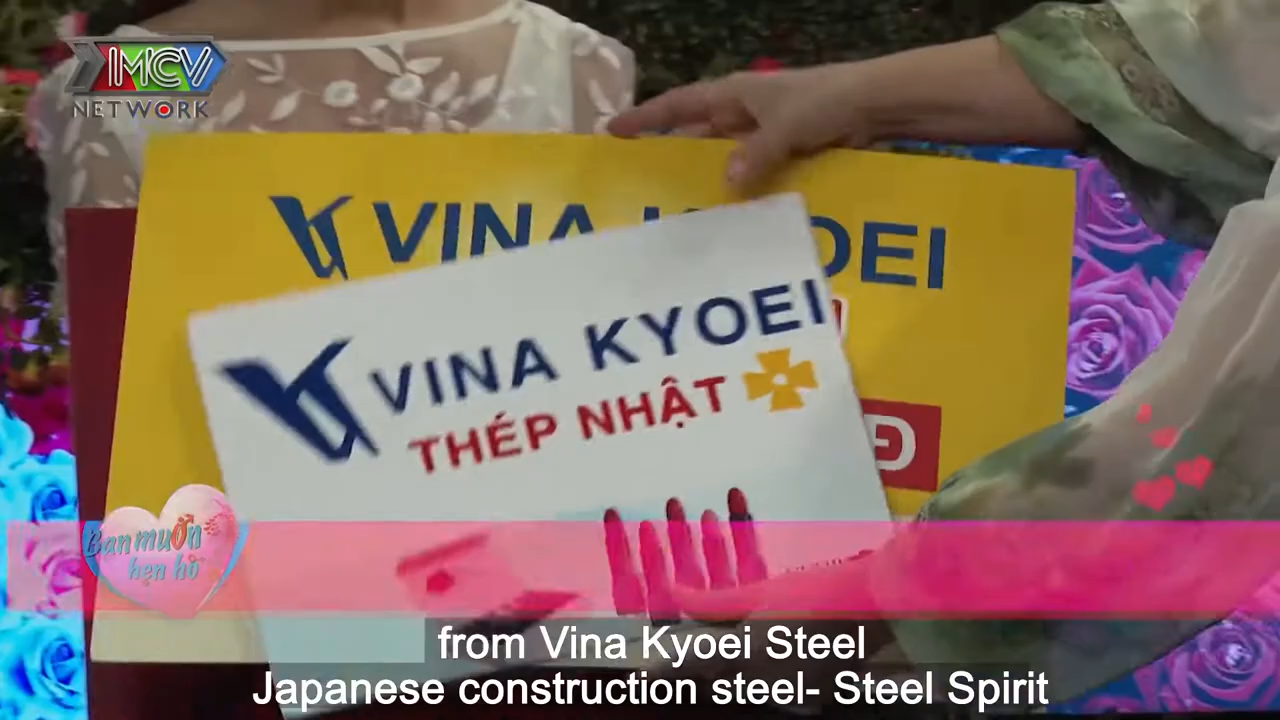 MCV
NETWORK
VINA KYOEI
VINA KYOEI
THÉP NHẬT
Đ
Bạn muốn
hẹn hò
from Vina Kyoei Steel
Japanese construction steel- Steel Spirit